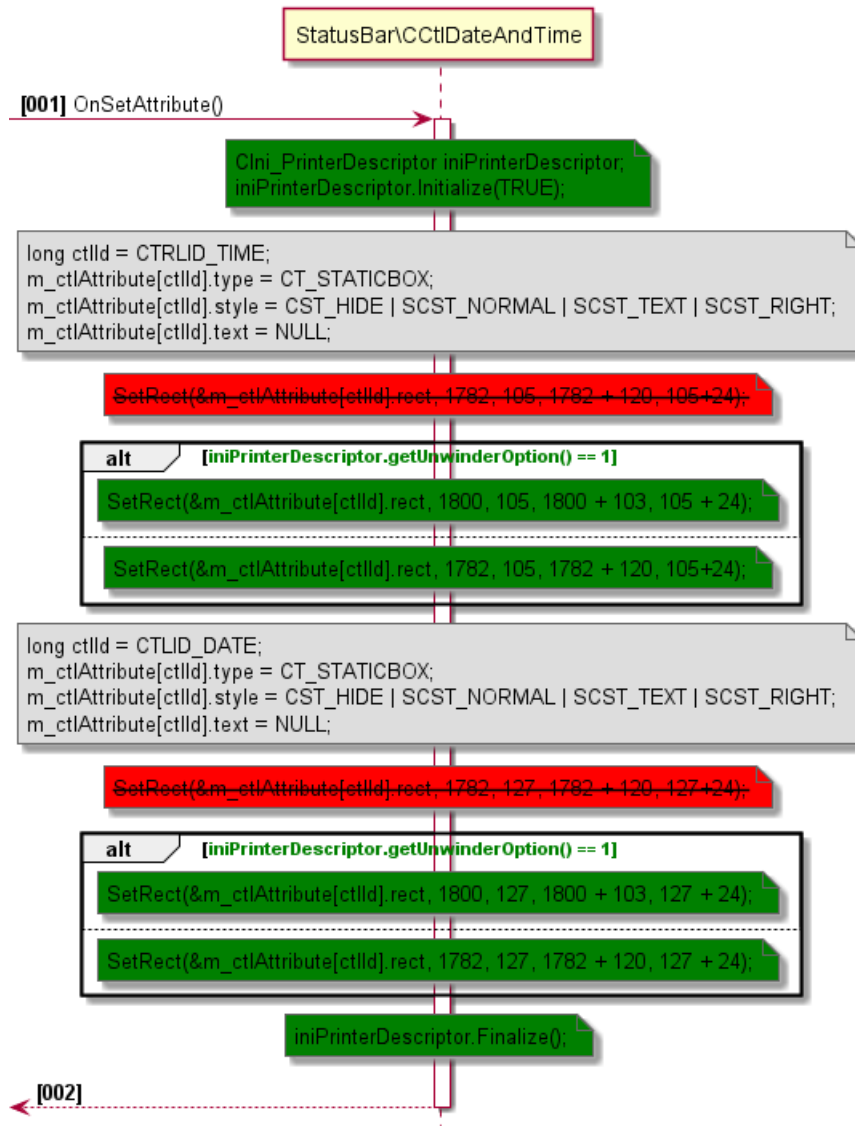 StatusBar\CCtlDateAndTime
[001] OnSetAttribute()
CIni_PrinterDescriptor iniPrinterDescriptor;
iniPrinterDescriptor.Initialize(TRUE);
long ctlId = CTRLID_TIME;
m_ctlAttribute[ctlId].type = CT_STATICBOX;
m_ctlAttribute[ctlId].style = CST_HIDE | SCST_NORMAL | SCST_TEXT | SCST_RIGHT;
m_ctlAttribute[ctlId].text = NULL;
SetRect(&m_ctlAttribute[ctlId].rect, 1782, 105, 1782 + 120, 105+24);
alt [iniPrinterDescriptor.getUnwinderOption() == 1]
SetRect(&m_ctlAttribute[ctlId].rect, 1800, 105, 1800 + 103, 105 + 24);
SetRect(&m_ctlAttribute[ctlId].rect, 1782, 105, 1782 + 120, 105+24);
long ctlId = CTLID_DATE;
m_ctlAttribute[ctlId].type = CT_STATICBOX;
m_ctlAttribute[ctlId].style = CST_HIDE | SCST_NORMAL | SCST_TEXT | SCST_RIGHT;
m_ctlAttribute[ctlId].text = NULL;
SetRect(&m_ctlAttribute[ctlId].rect, 1782, 127, 1782 + 120, 127+24);
alt [iniPrinterDescriptor.getUnwinderOption() == 1]
SetRect(&m_ctlAttribute[ctlId].rect, 1800, 127, 1800 + 103, 127 + 24);
SetRect(&m_ctlAttribute[ctlId].rect, 1782, 127, 1782 + 120, 127 + 24);
iniPrinterDescriptor.Finalize();
[002]